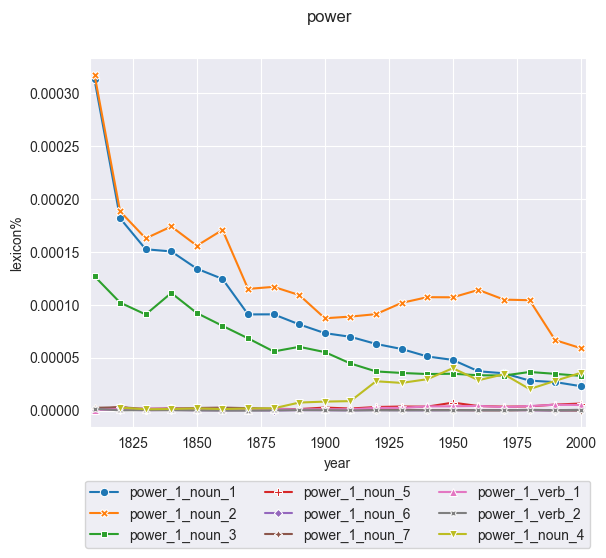 power
0.00030
0.00025
0.00020
0.00015
0.00010
0.00005
0.00000
lexicon%
1825 1850 1875 1900 1925 1950 1975 2000
year
power_1_noun_1 power_1_noun_5 power_1_verb_1
power_1_noun_2 power_1_noun_6 power_1_verb_2
power_1_noun_3 power_1_noun_7 power_1_noun_4